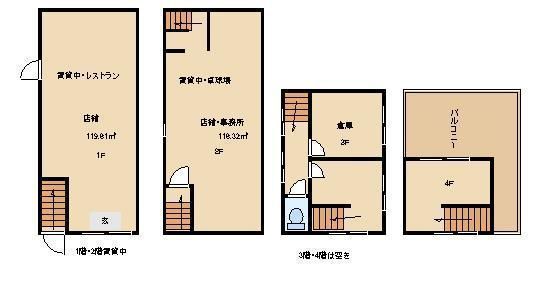 賃貸中・レストラン
店舗
119.81㎡
1F
玄
1階・2階賃貸中
賃貸中・卓球場
店舗・事務所
118.32㎡
2F
倉庫
2F
3階・4階は空き
バルコニー
4F